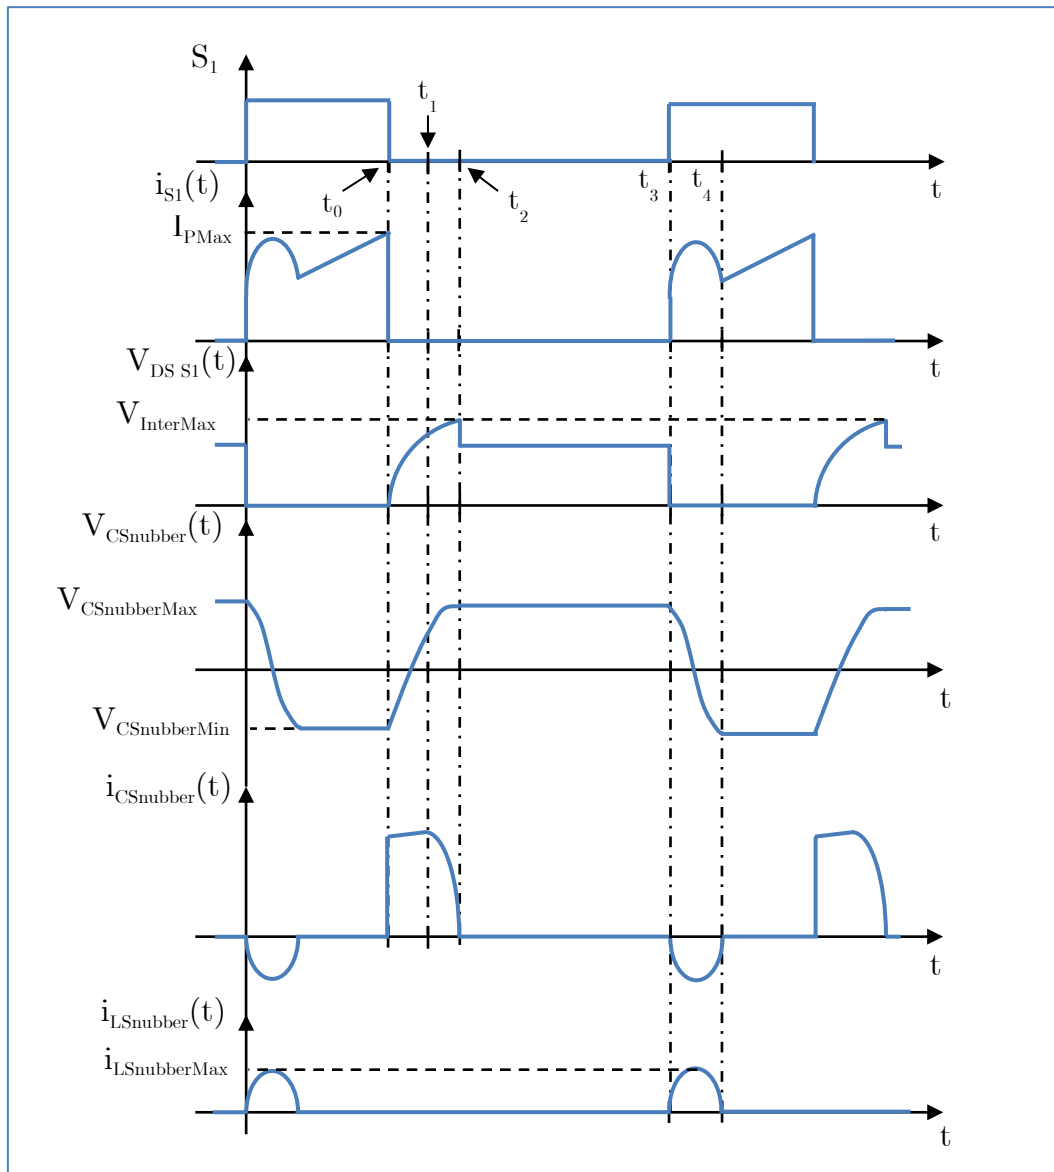 S1
t1
t
iS1(t)
t0
t2
t3
t4
IPMax
VDS S1(t)
VInterMax
t
VCSnubber(t)
VCSnubberMax
t
VCSnubberMin
iCSnubber(t)
t
iLSnubber(t)
iLSnubberMax
t